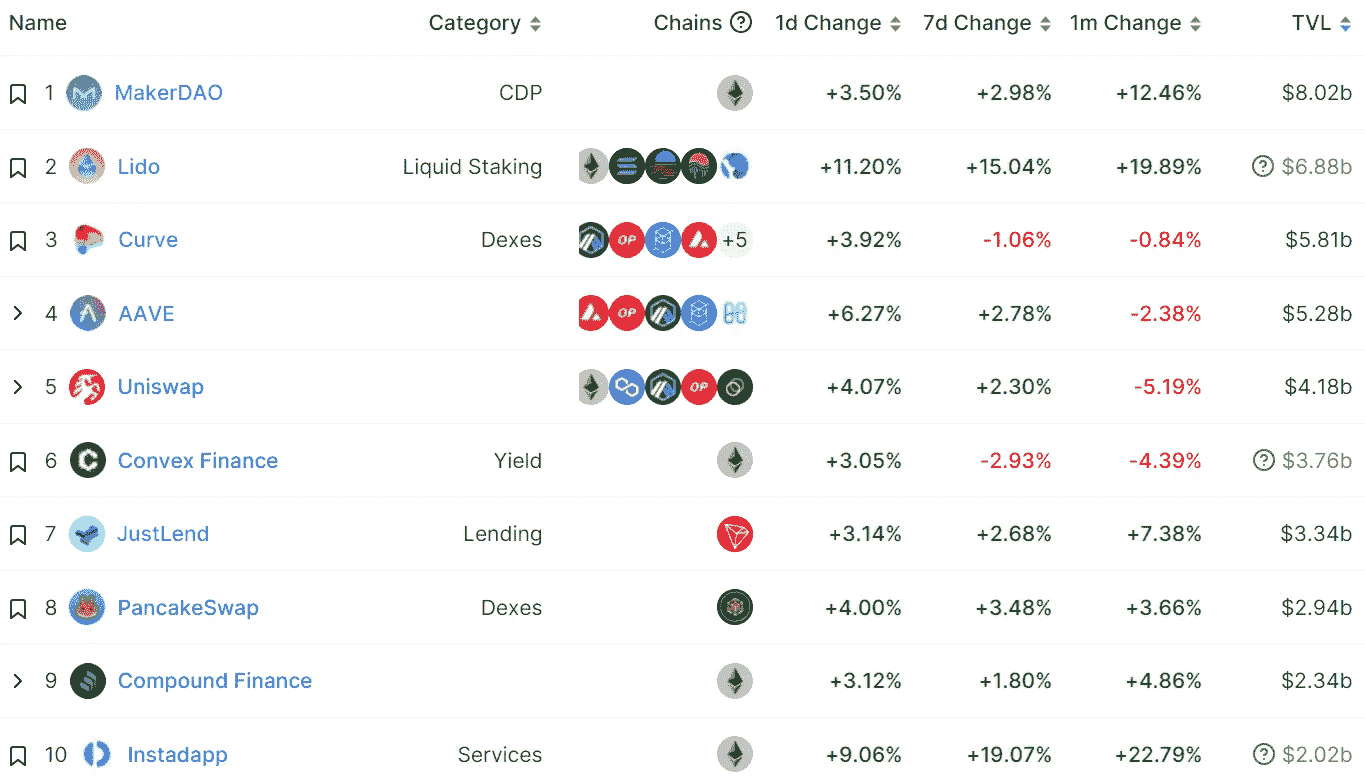 Name Category Chains ? 1d Change 7d Change 1m Change TVL
1 MakerDAO CDP +3.50% +2.98% +12.46% $8.02b
2 Lido Liquid Staking +11.20% +15.04% +19.89% ? $6.88b
3 Curve Dexes OP +5 +3.92% -1.06% -0.84% $5.81b
4 AAVE OP +6.27% +2.78% -2.38% $5.28b
5 Uniswap OP +4.07% +2.30% -5.19% $4.18b
6 Convex Finance Yield +3.05% -2.93% -4.39% ? $3.76b
7 JustLend Lending +3.14% +2.68% +7.38% $3.34b
8 PancakeSwap Dexes +4.00% +3.48% +3.66% $2.94b
9 Compound Finance +3.12% +1.80% +4.86% $2.34b
10 Instadapp Services +9.06% +19.07% +22.79% ? $2.02b